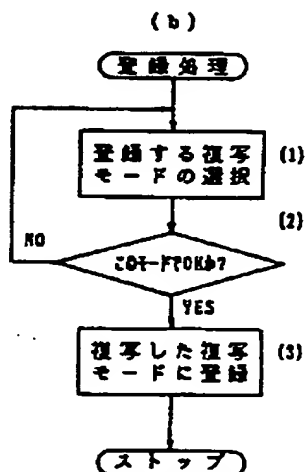 (b)
登録処理
登録する複写
モードの選択
(1)
(2)
このモードでOKか?
NO
YES
複写した複写
モードに登録
(3)
ストップ